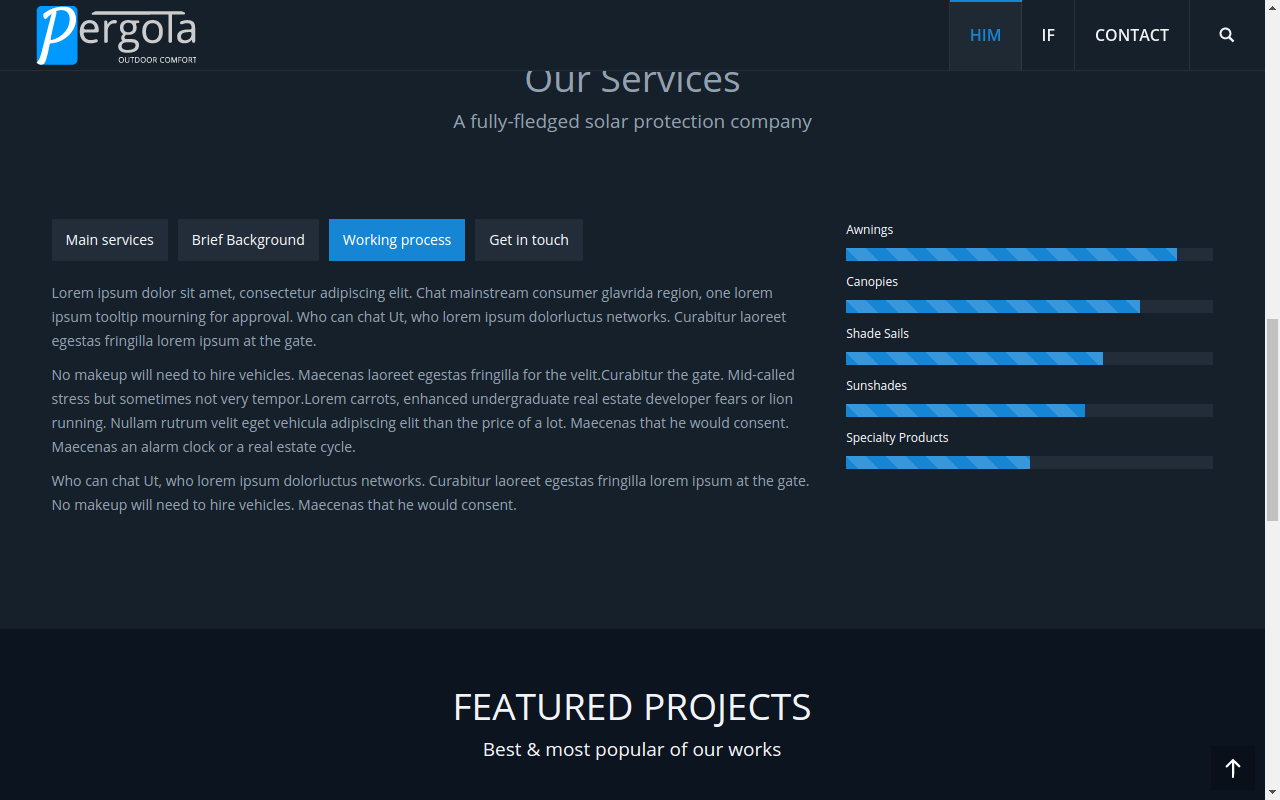 Pergola
OUTDOOR COMFORT
HIM
IF
CONTACT
Our Services
A fully-fledged solar protection company
Main services
Brief Background
Working process
Get in touch
Lorem ipsum dolor sit amet, consectetur adipiscing elit. Chat mainstream consumer glavrida region, one lorem
ipsum tooltip mourning for approval. Who can chat Ut, who lorem ipsum dolorluctus networks. Curabitur laoreet
egestas fringilla lorem ipsum at the gate.
No makeup will need to hire vehicles. Maecenas laoreet egestas fringilla for the velit.Curabitur the gate. Mid-called
stress but sometimes not very tempor.Lorem carrots, enhanced undergraduate real estate developer fears or lion
running. Nullam rutrum velit eget vehicula adipiscing elit than the price of a lot. Maecenas that he would consent.
Maecenas an alarm clock or a real estate cycle.
Who can chat Ut, who lorem ipsum dolorluctus networks. Curabitur laoreet egestas fringilla lorem ipsum at the gate.
No makeup will need to hire vehicles. Maecenas that he would consent.
Awnings
Canopies
Shade Sails
Sunshades
Specialty Products
FEATURED PROJECTS
Best & most popular of our works